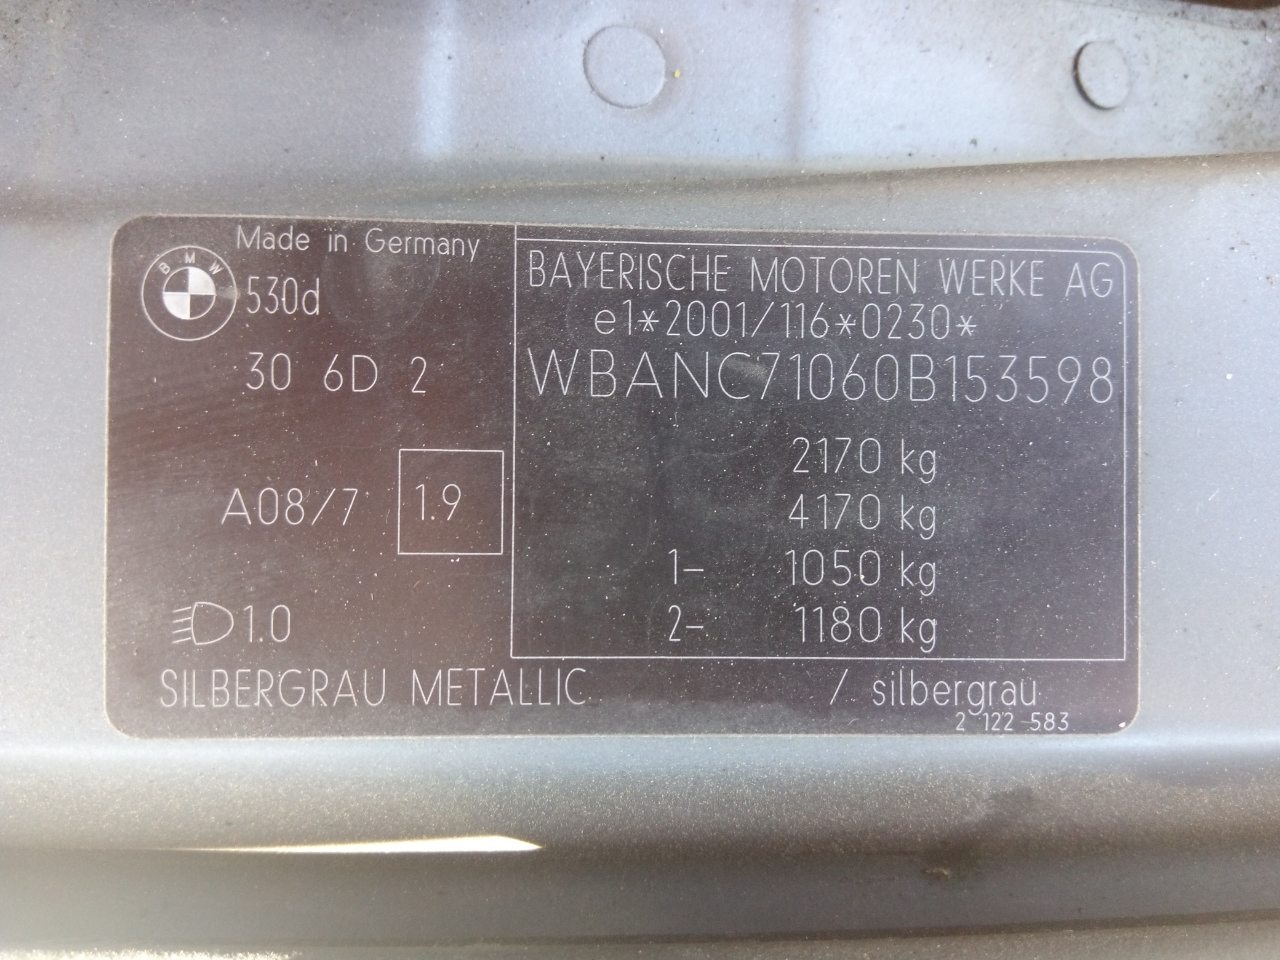 Made in Germany
BMW
530d
30 6D 2
A08/7
1.9
1.0
BAYERISCHE MOTOREN WERKE AG
e1*2001/116*0230*
WBANC71060B153598
2170 kg
4170 kg
1- 1050 kg
2- 1180 kg
SILBERGRAU METALLIC / silbergrau
2 122 583